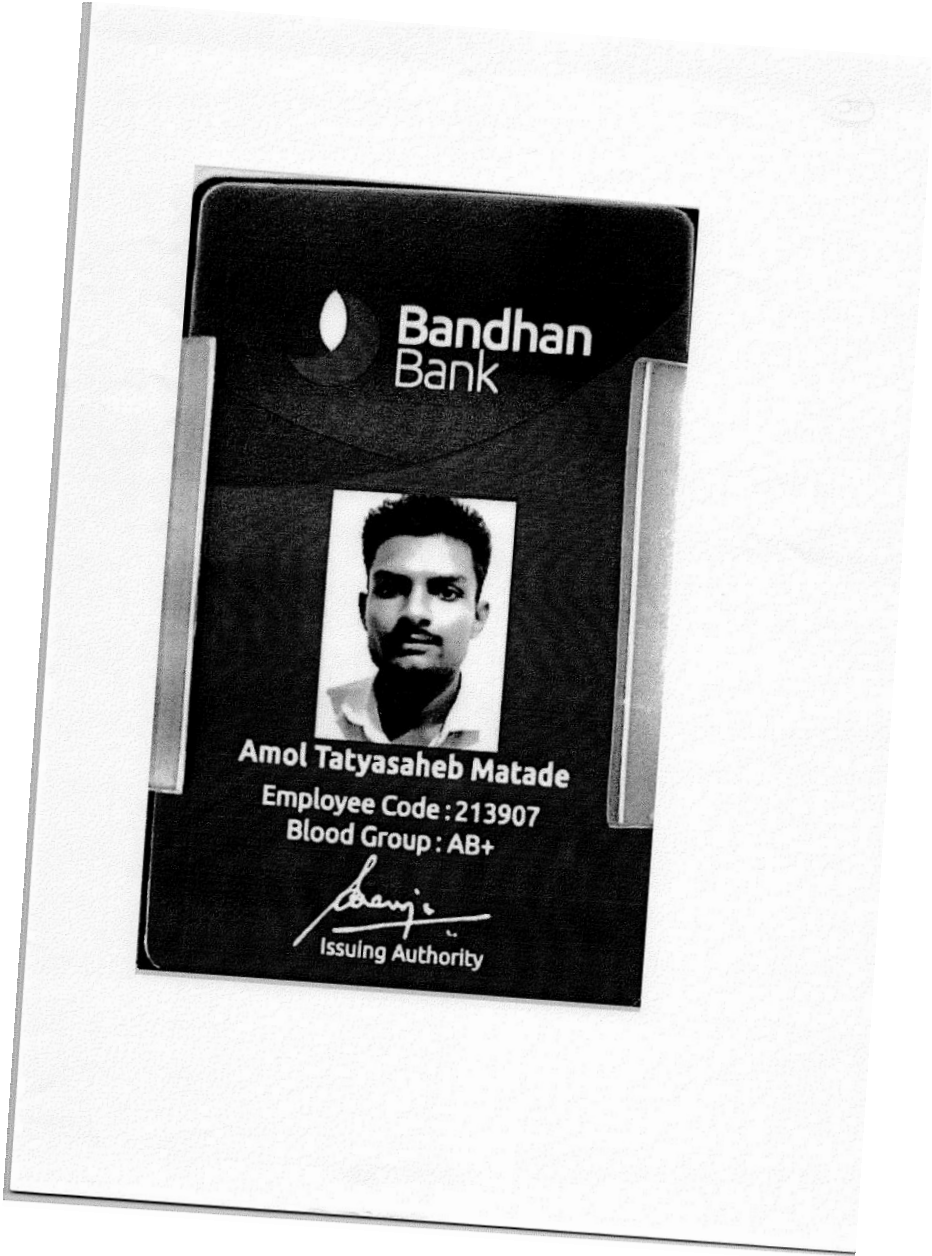 Bandhan
Bank
Amol Tatyasaheb Matade
Employee Code : 213907
Blood Group : AB+
Issuing Authority